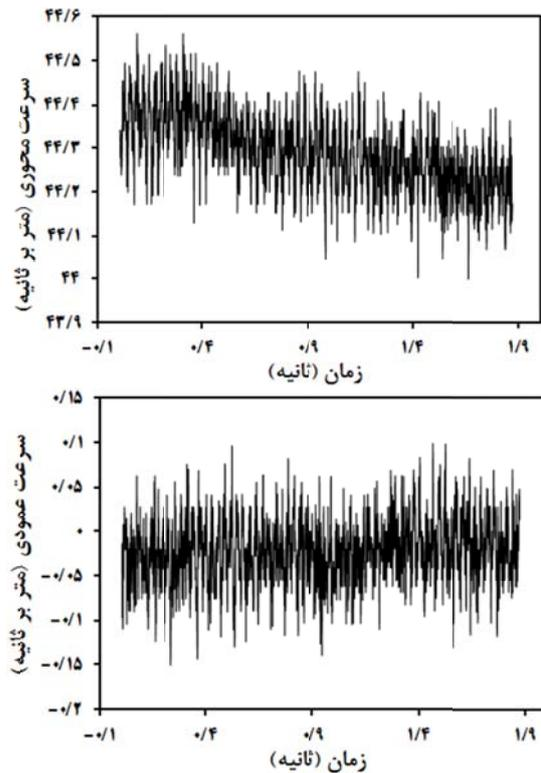 سرعت محوری (متر بر ثانیه)
۴۴/۶
۴۴/۵
۴۴/۴
۴۴/۳
۴۴/۲
۴۴/۱
۴۴
۴۳/۹
-۰/۱ ۰/۴ ۰/۹ ۱/۴ ۱/۹
زمان (ثانیه)
سرعت عمودی (متر بر ثانیه)
۰/۱۵
۰/۱
۰/۰۵
۰
-۰/۰۵
-۰/۱
-۰/۱۵
-۰/۲
-۰/۱ ۰/۴ ۰/۹ ۱/۴ ۱/۹
زمان (ثانیه)